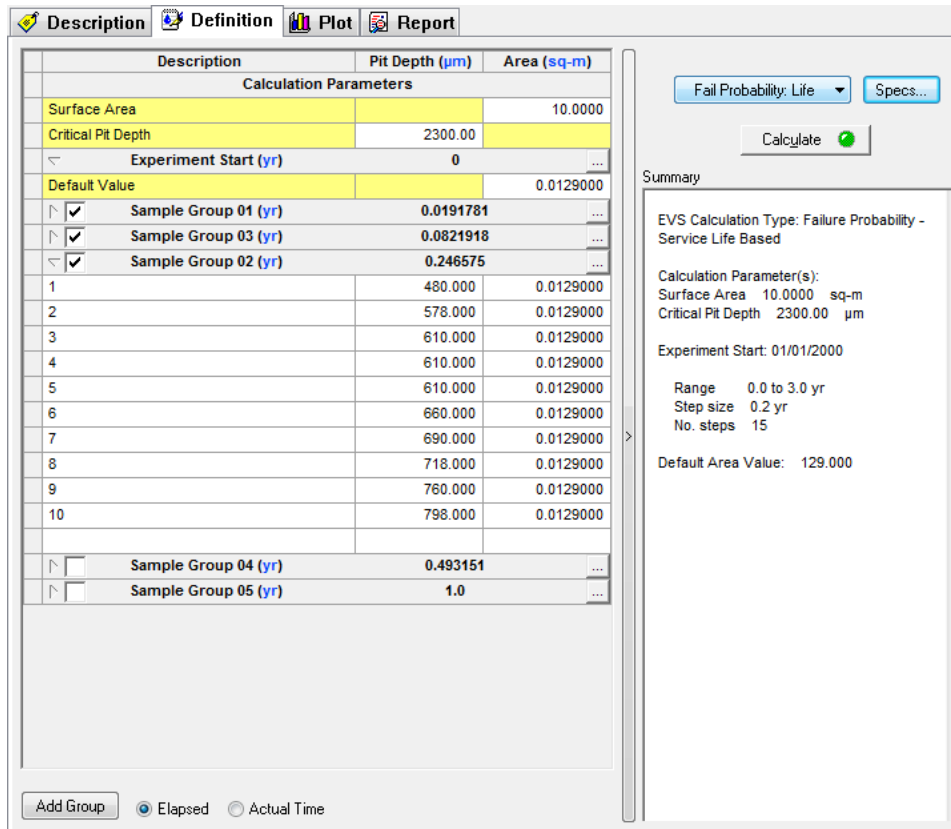 Description Definition Plot Report
Description Pit Depth (µm) Area (sq-m)
Calculation Parameters
Surface Area 10.0000
Critical Pit Depth 2300.00
Experiment Start (yr) 0 ...
Default Value 0.0129000
Sample Group 01 (yr) 0.0191781 ...
Sample Group 03 (yr) 0.0821918 ...
Sample Group 02 (yr) 0.246575 ...
1 480.000 0.0129000
2 578.000 0.0129000
3 610.000 0.0129000
4 610.000 0.0129000
5 610.000 0.0129000
6 660.000 0.0129000
7 690.000 0.0129000
8 718.000 0.0129000
9 760.000 0.0129000
10 798.000 0.0129000
Sample Group 04 (yr) 0.493151 ...
Sample Group 05 (yr) 1.0 ...
Add Group Elapsed Actual Time
>
Fail Probability: Life Specs...
Calculate
Summary
EVS Calculation Type: Failure Probability -
Service Life Based
Calculation Parameter(s):
Surface Area 10.0000 sq-m
Critical Pit Depth 2300.00 µm
Experiment Start: 01/01/2000
Range 0.0 to 3.0 yr
Step size 0.2 yr
No. steps 15
Default Area Value: 129.000